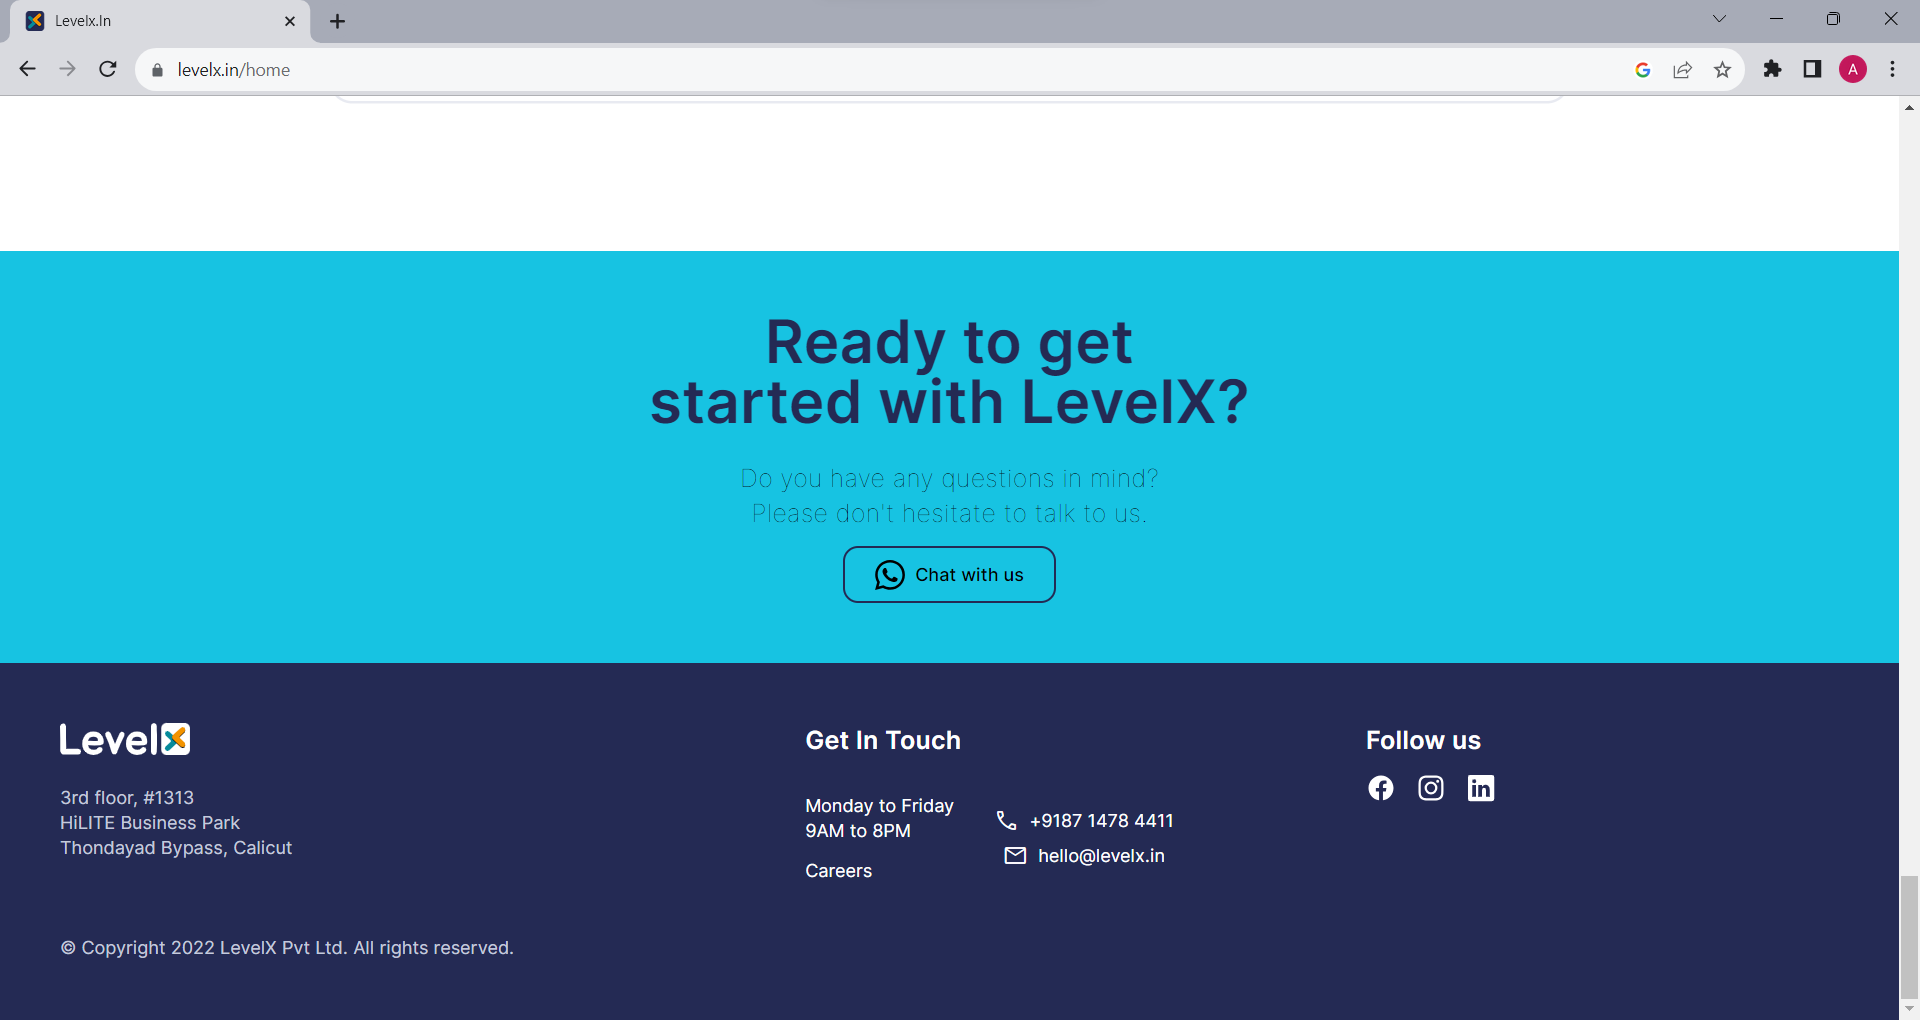 Levelx.In
levelx.in/home
A
Ready to get
started with LevelX?
Do you have any questions in mind?
Please don't hesitate to talk to us.
Chat with us
LevelX
3rd floor, #1313
HiLITE Business Park
Thondayad Bypass, Calicut
Get In Touch
Monday to Friday
9AM to 8PM
Careers
+9187 1478 4411
hello@levelx.in
Follow us
© Copyright 2022 LevelX Pvt Ltd. All rights reserved.